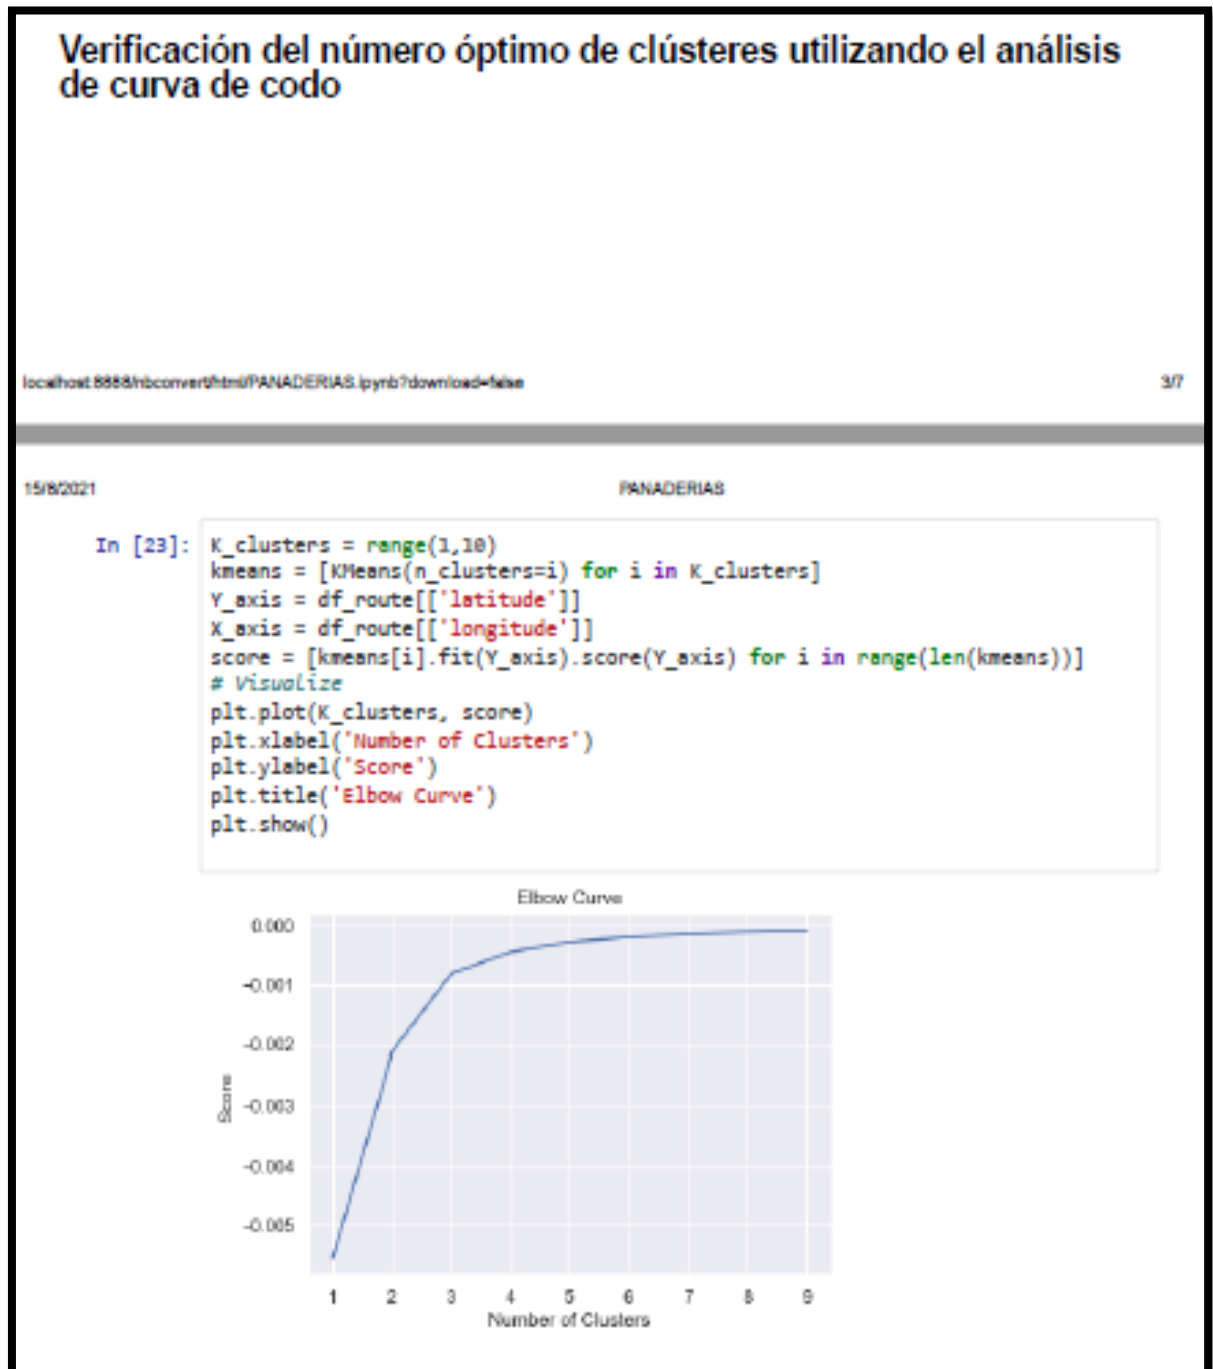 Verificación del número óptimo de clústeres utilizando el análisis
de curva de codo
localhost:8888/nbconvert/html/PANADERIAS.ipynb?download=false
3/7
15/8/2021
PANADERIAS
In [23]:
K_clusters = range(1,10)
kmeans = [KMeans(n_clusters=i) for i in K_clusters]
Y_axis = df_route[['latitude']]
X_axis = df_route[['longitude']]
score = [kmeans[i].fit(Y_axis).score(Y_axis) for i in range(len(kmeans))]
# Visualize
plt.plot(K_clusters, score)
plt.xlabel('Number of Clusters')
plt.ylabel('Score')
plt.title('Elbow Curve')
plt.show()
Elbow Curve
0.000
-0.001
-0.002
-0.003
-0.004
-0.005
Score
1 2 3 4 5 6 7 8 9
Number of Clusters